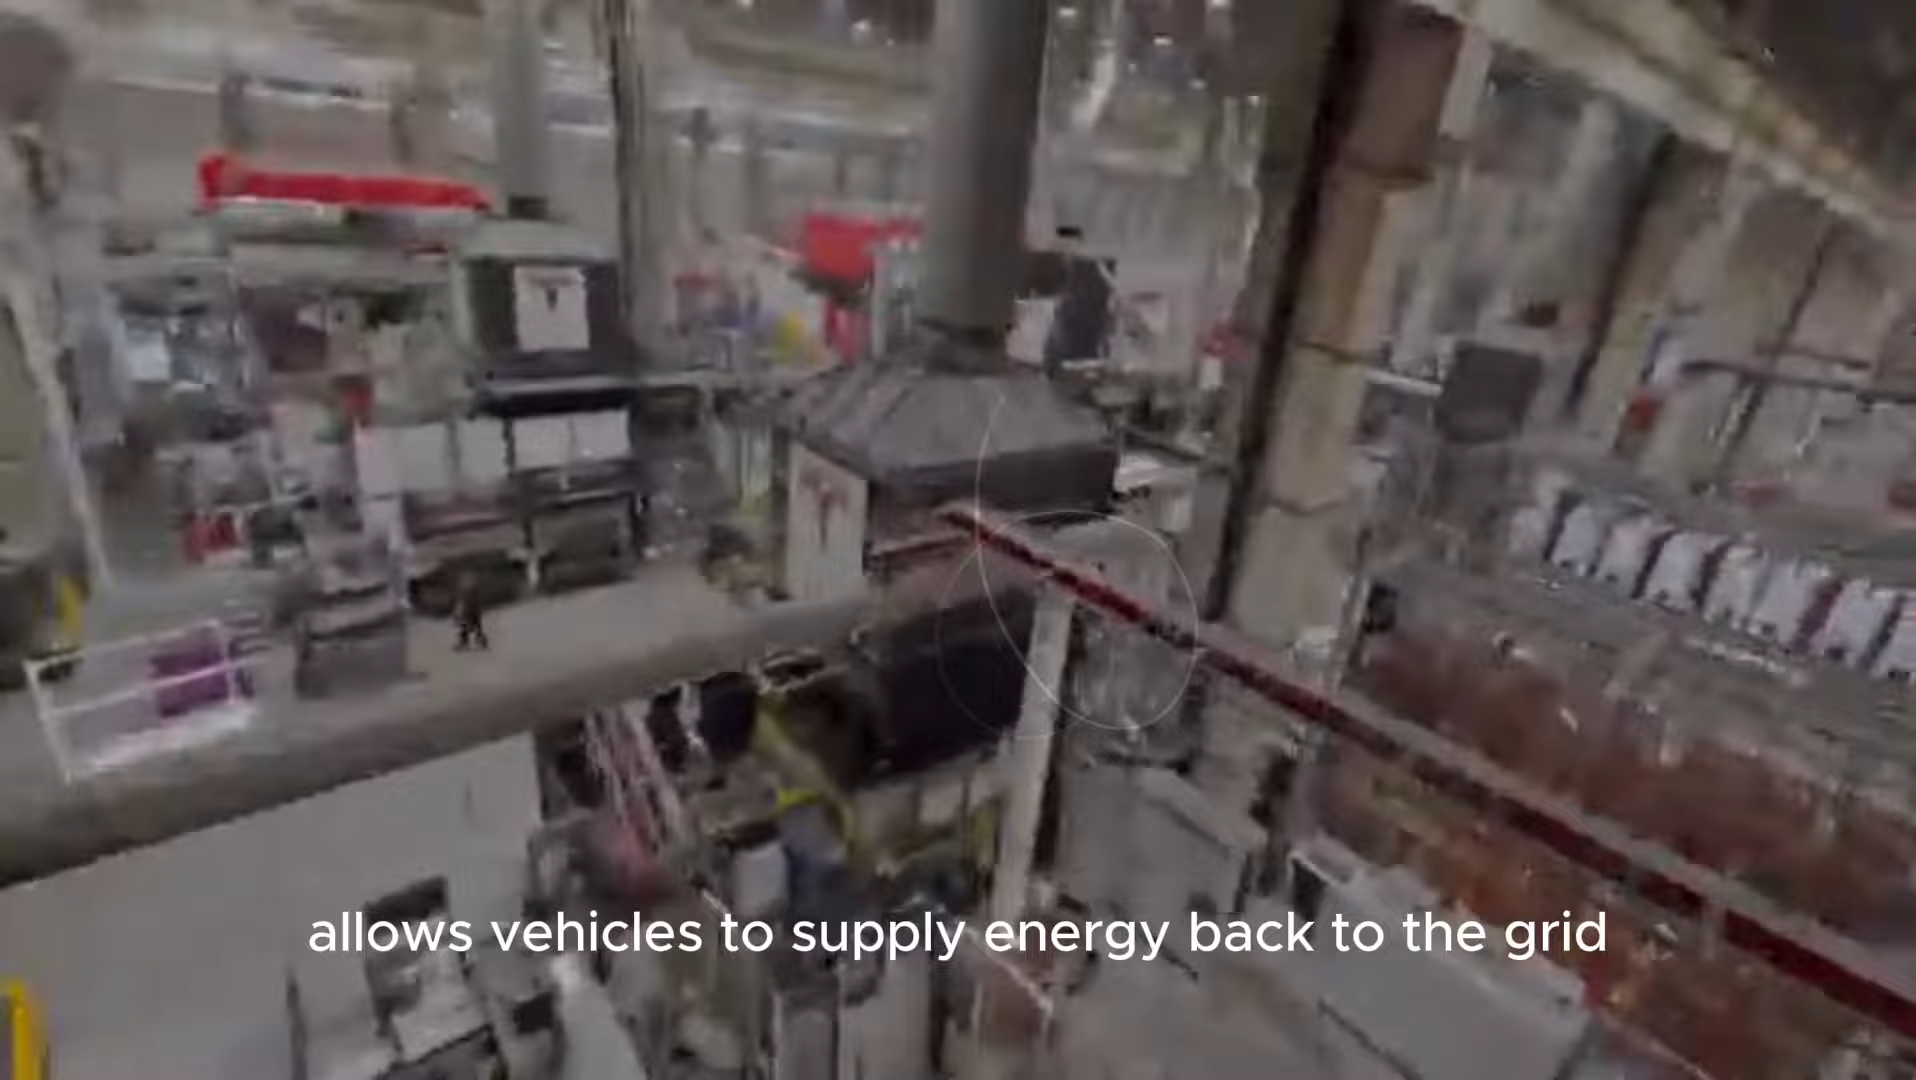 allows vehicles to supply energy back to the grid